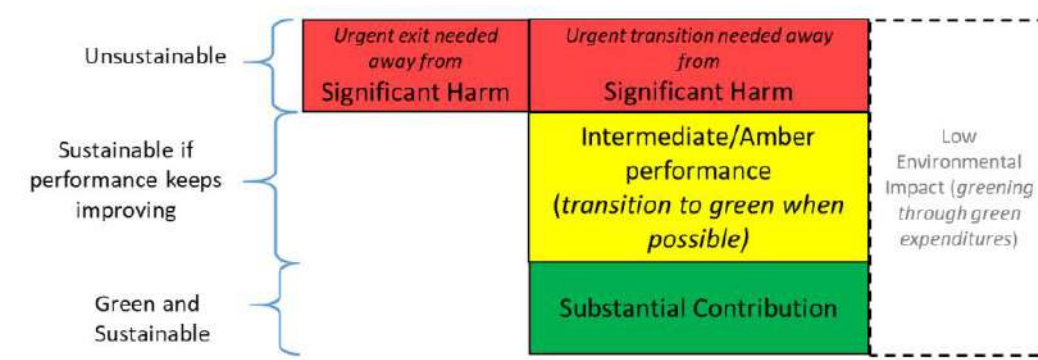 Unsustainable
Urgent exit needed
away from
Significant Harm
Urgent transition needed away
from
Significant Harm
Sustainable if
performance keeps
improving
Intermediate/Amber
performance
(transition to green when
possible)
Low
Environmental
Impact (greening
through green
expenditures)
Green and
Sustainable
Substantial Contribution